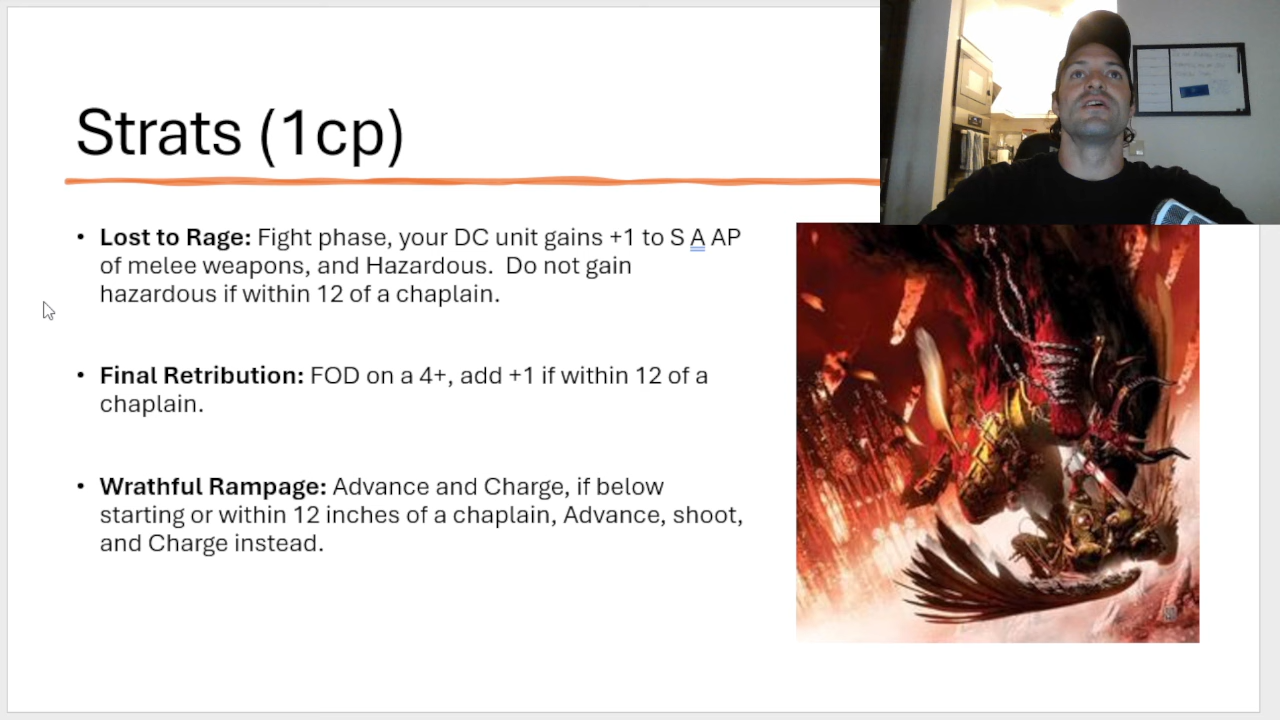 Strats (1cp)
• Lost to Rage: Fight phase, your DC unit gains +1 to S A AP
of melee weapons, and Hazardous.  Do not gain
hazardous if within 12 of a chaplain.
• Final Retribution: FOD on a 4+, add +1 if within 12 of a
chaplain.
• Wrathful Rampage: Advance and Charge, if below
starting or within 12 inches of a chaplain, Advance, shoot,
and Charge instead.